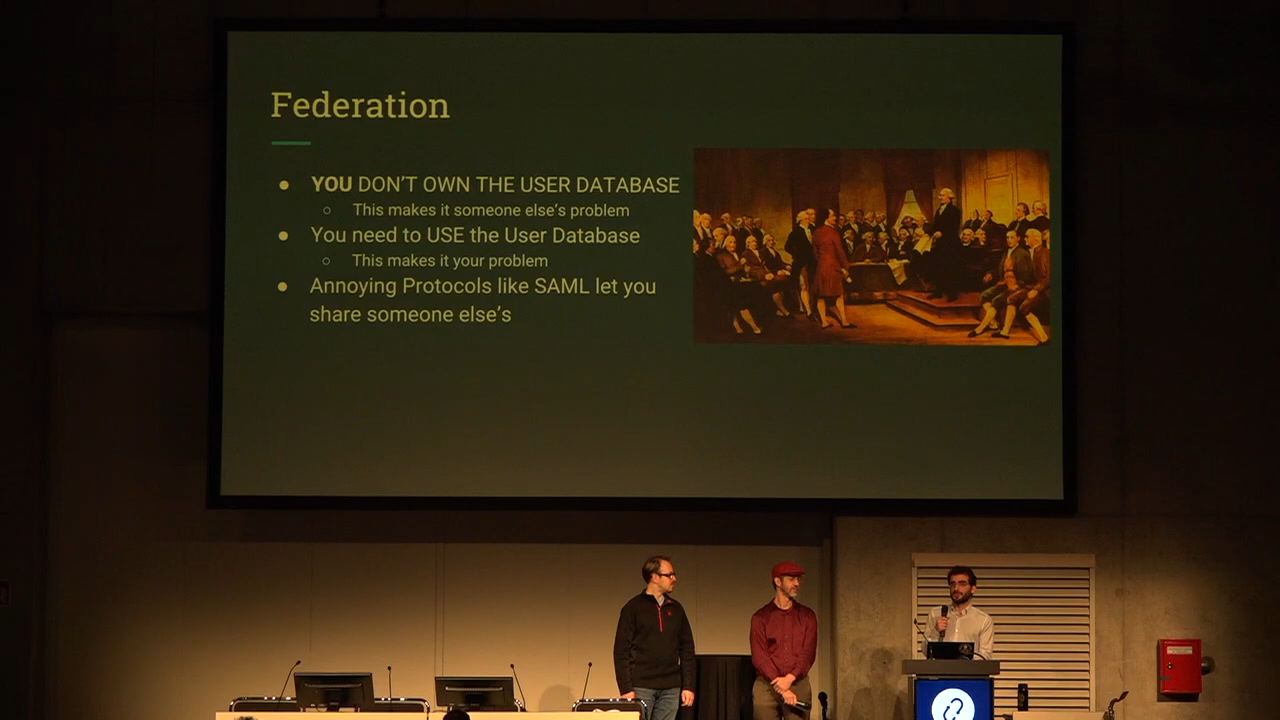 Federation
YOU DON'T OWN THE USER DATABASE
This makes it someone else's problem
You need to USE the User Database
This makes it your problem
Annoying Protocols like SAML let you
share someone else's